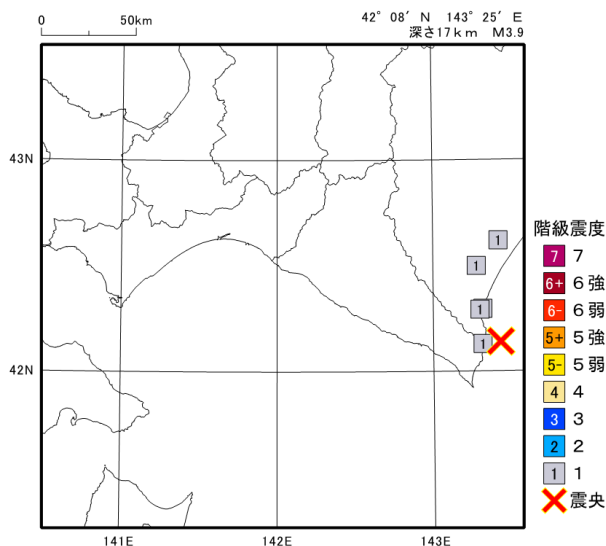 0 50km
42° 08′ N 143° 25′ E
深さ17km M3.9
43N
42N
141E 142E 143E
1
1
1
1
階級震度
7 7
6+ 6強
6- 6弱
5+ 5強
5- 5弱
4 4
3 3
2 2
1 1
震央